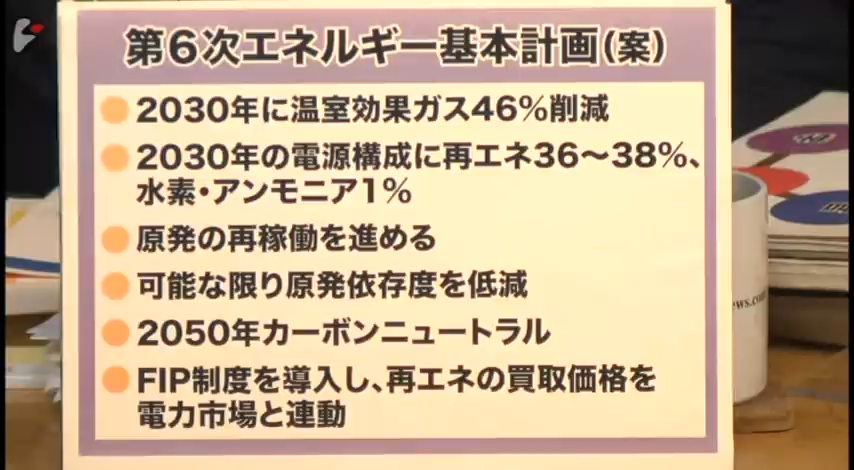 第6次エネルギー基本計画(案)
●2030年に温室効果ガス46%削減
●2030年の電源構成に再エネ36〜38%、
水素・アンモニア1%
●原発の再稼働を進める
●可能な限り原発依存度を低減
●2050年カーボンニュートラル
●FIP制度を導入し、再エネの買取価格を
電力市場と連動